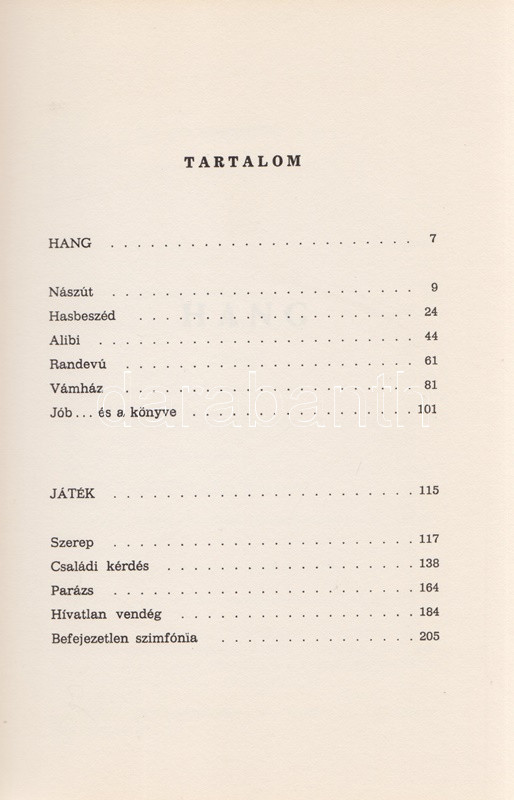 TARTALOM
HANG . . . . . . . . . . . . . . . . . . . . . . . 7
Nászút . . . . . . . . . . . . . . . . . . . . . . . 9
Hasbeszéd . . . . . . . . . . . . . . . . . . . . . 24
Alibi . . . . . . . . . . . . . . . . . . . . . . . . 44
Randevú . . . . . . . . . . . . . . . . . . . . . . 61
Vámház . . . . . . . . . . . . . . . . . . . . . . 81
Jób... és a könyve . . . . . . . . . . . . . . . . . 101
JÁTÉK . . . . . . . . . . . . . . . . . . . . . . . 115
Szerep . . . . . . . . . . . . . . . . . . . . . . . 117
Családi kérdés . . . . . . . . . . . . . . . . . . . 138
Parázs . . . . . . . . . . . . . . . . . . . . . . . 164
Hívatlan vendég . . . . . . . . . . . . . . . . . . 184
Befejezetlen szimfónia . . . . . . . . . . . . . . . 205
darabanth